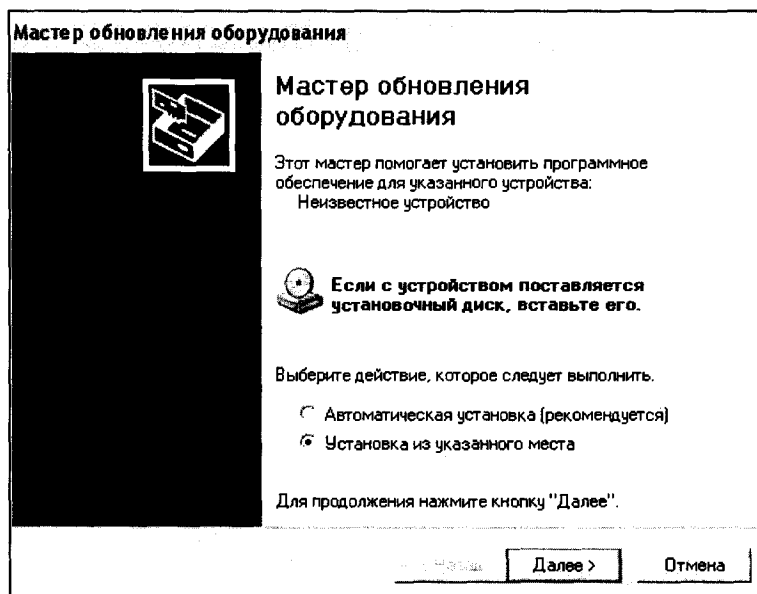 Мастер обновления оборудования
Мастер обновления
оборудования
Этот мастер помогает установить программное
обеспечение для указанного устройства:
Неизвестное устройство
Если с устройством поставляется
установочный диск, вставьте его.
Выберите действие, которое следует выполнить.
Автоматическая установка (рекомендуется)
Установка из указанного места
Для продолжения нажмите кнопку "Далее".
Далее >
Отмена